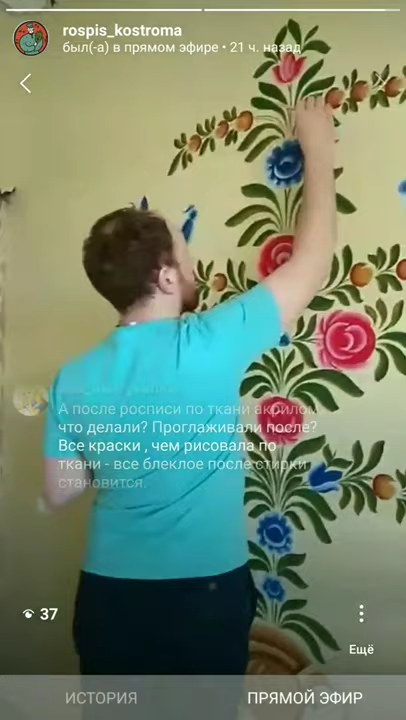 rospis_kostroma
был(-а) в прямом эфире • 21 ч. назад
А после росписи по ткани акрилом
что делали? Проглаживали после?
Все краски , чем рисовала по
ткани - все блеклое после стирки
становится.
37
Ещё
ИСТОРИЯ
ПРЯМОЙ ЭФИР